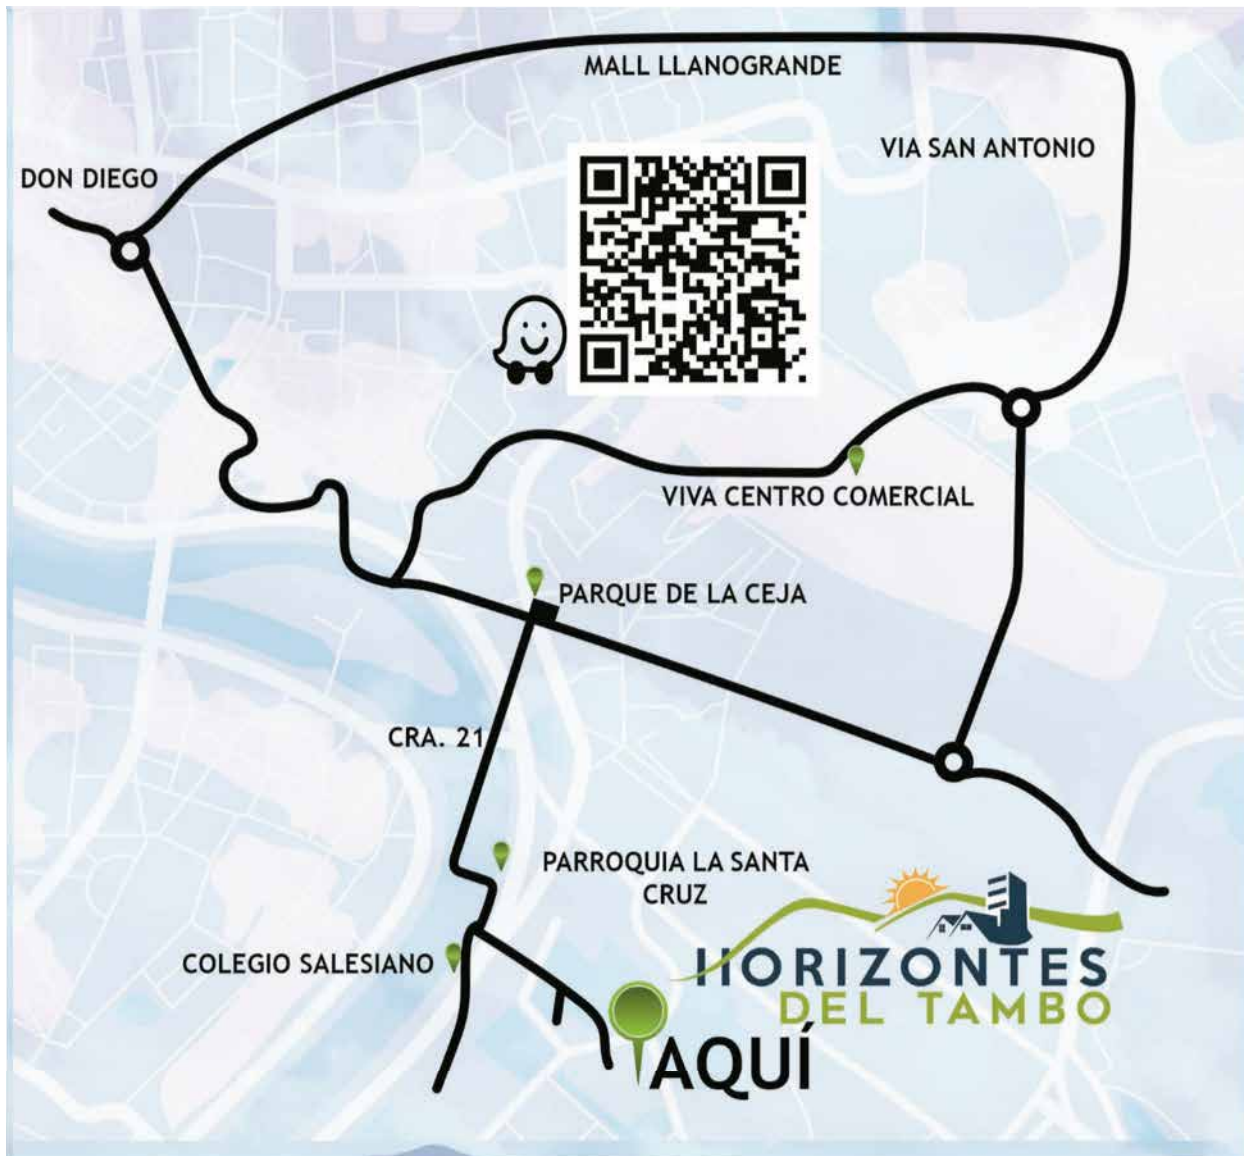 MALL LLANOGRANDE
VIA SAN ANTONIO
DON DIEGO
VIVA CENTRO COMERCIAL
PARQUE DE LA CEJA
CRA. 21
PARROQUIA LA SANTA
CRUZ
COLEGIO SALESIANO
HORIZONTES
DEL TAMBO
AQUÍ